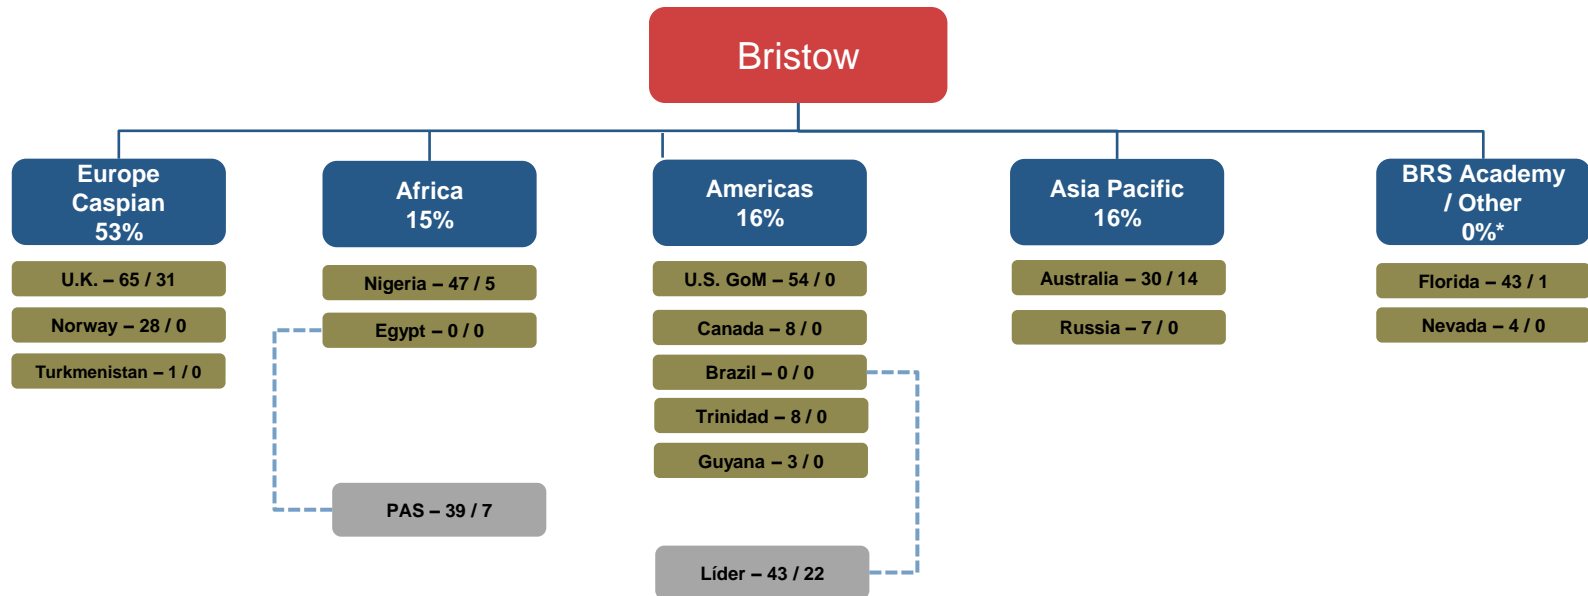 Bristow
Europe
Caspian
53%
Africa
15%
Americas
16%
Asia Pacific
16%
BRS Academy
/ Other
0%*
U.K. – 65 / 31
Norway – 28 / 0
Turkmenistan – 1 / 0
Nigeria – 47 / 5
Egypt – 0 / 0
PAS – 39 / 7
U.S. GoM – 54 / 0
Canada – 8 / 0
Brazil – 0 / 0
Trinidad – 8 / 0
Guyana – 3 / 0
Líder – 43 / 22
Australia – 30 / 14
Russia – 7 / 0
Florida – 43 / 1
Nevada – 4 / 0